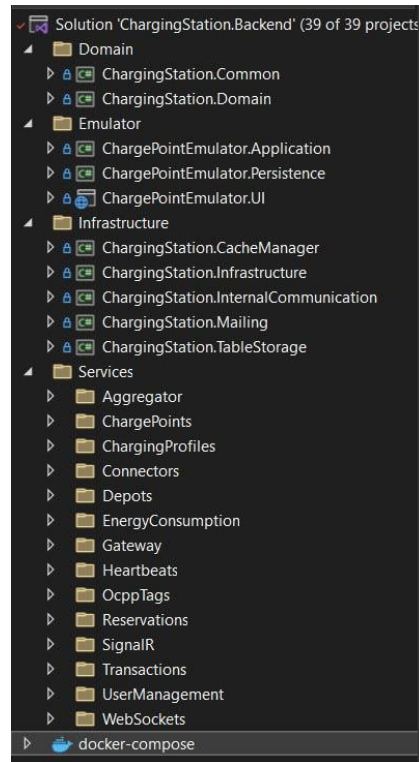 Solution 'ChargingStation.Backend' (39 of 39 projects
Domain
C# ChargingStation.Common
C# ChargingStation.Domain
Emulator
C# ChargePointEmulator.Application
C# ChargePointEmulator.Persistence
ChargePointEmulator.UI
Infrastructure
C# ChargingStation.CacheManager
C# ChargingStation.Infrastructure
C# ChargingStation.InternalCommunication
C# ChargingStation.Mailing
C# ChargingStation.TableStorage
Services
Aggregator
ChargePoints
ChargingProfiles
Connectors
Depots
EnergyConsumption
Gateway
Heartbeats
OcppTags
Reservations
SignalR
Transactions
UserManagement
WebSockets
docker-compose